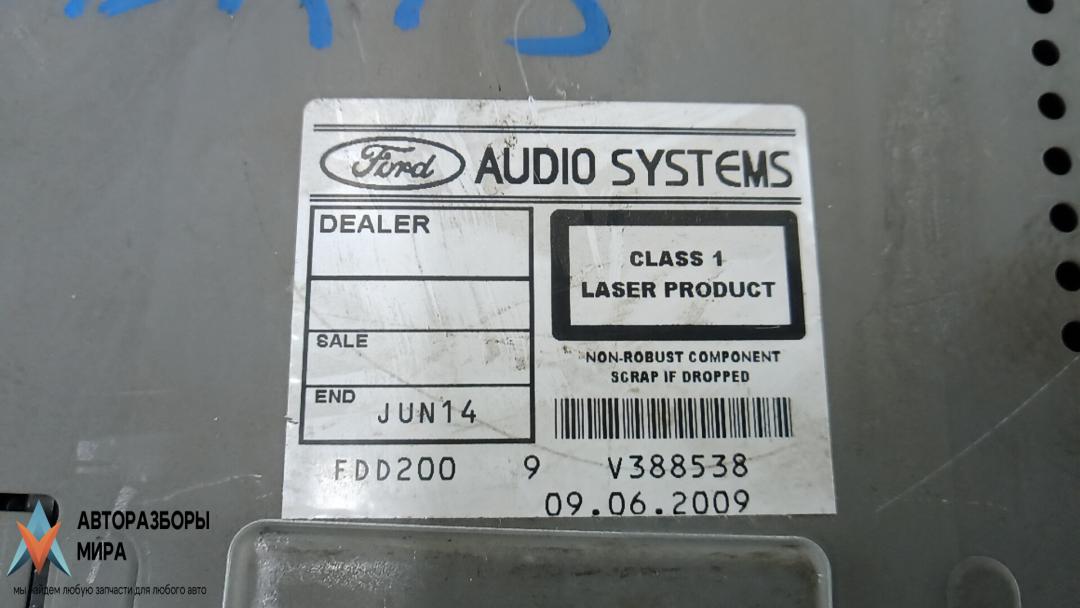 Ford AUDIO SYSTEMS
DEALER
CLASS 1
LASER PRODUCT
SALE
NON-ROBUST COMPONENT
SCRAP IF DROPPED
END JUN14
FDD200 9 V388538
09.06.2009
АВТОРАЗБОРЫ
МИРА
мы найдем любую запчасти для любого авто